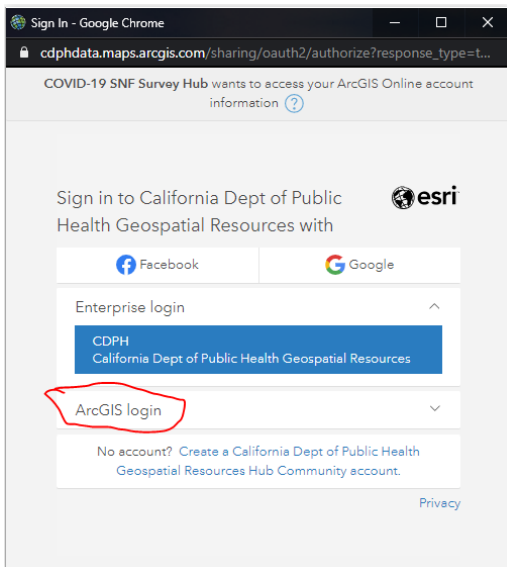 Sign In - Google Chrome
cdphdata.maps.arcgis.com/sharing/oauth2/authorize?response_type=t...
COVID-19 SNF Survey Hub wants to access your ArcGIS Online account
information ?
Sign in to California Dept of Public
Health Geospatial Resources with
esri
Facebook
Google
Enterprise login
CDPH
California Dept of Public Health Geospatial Resources
ArcGIS login
No account? Create a California Dept of Public Health
Geospatial Resources Hub Community account.
Privacy